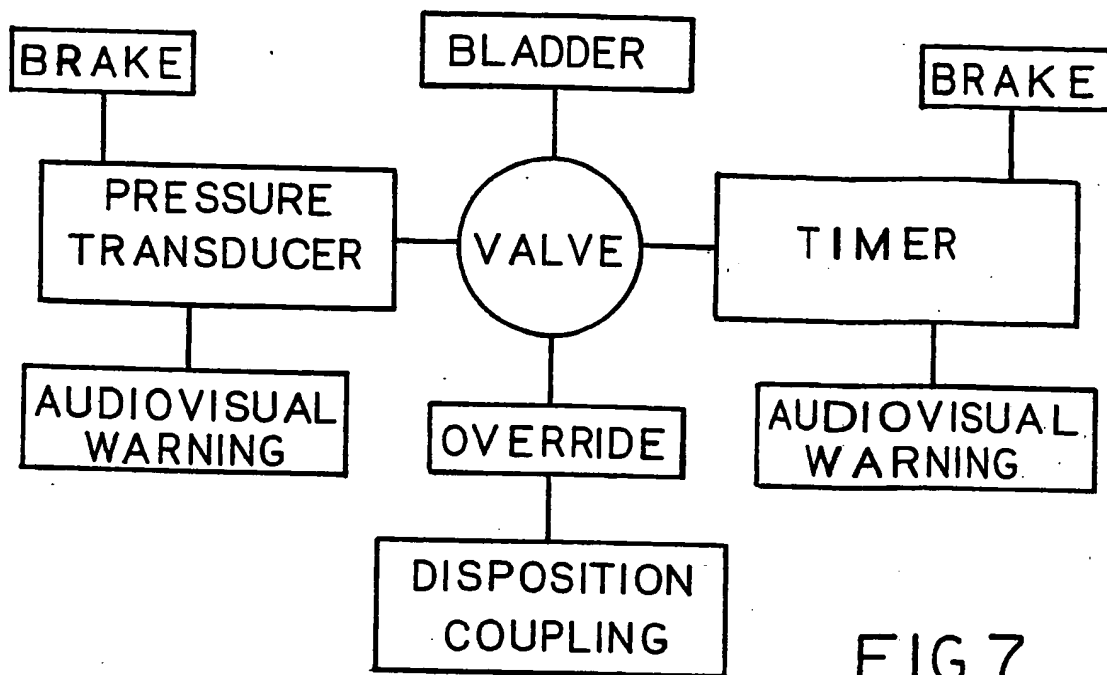 BRAKE
BLADDER
BRAKE
PRESSURE
TRANSDUCER
VALVE
TIMER
AUDIOVISUAL
WARNING
OVERRIDE
AUDIOVISUAL
WARNING
DISPOSITION
COUPLING
FIG 7